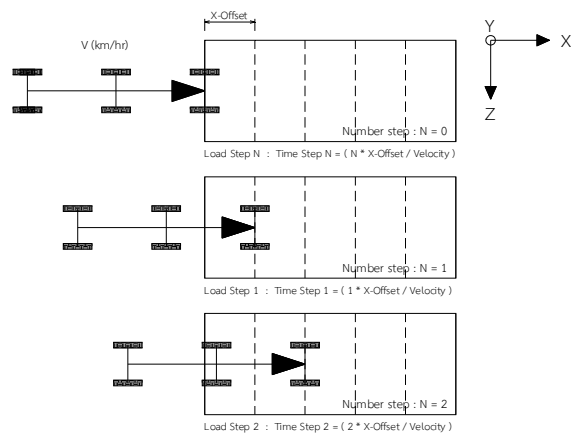 X-Offset
Y
V (km/hr)
X
Z
Number step : N = 0
Load Step N : Time Step N = ( N * X-Offset / Velocity )
Number step : N = 1
Load Step 1 : Time Step 1 = ( 1 * X-Offset / Velocity )
Number step : N = 2
Load Step 2 : Time Step 2 = ( 2 * X-Offset / Velocity )